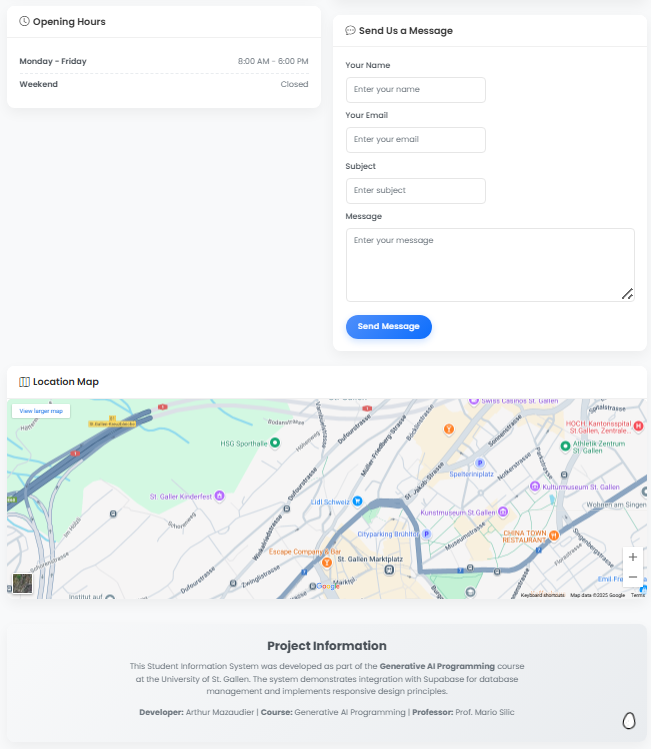 Opening Hours
Monday - Friday 8:00 AM - 6:00 PM
Weekend Closed
Send Us a Message
Your Name
Enter your name
Your Email
Enter your email
Subject
Enter subject
Message
Enter your message
Send Message
Location Map
View larger map
Swiss Casinos St. Gallen
HOCH Kantonsspital
St. Gallen, Zentrale
HSG Sporthalle
Athletik Zentrum
St. Gallen
Dufourstrasse
Müller-Friedberg-Strasse
St. Jakob Strasse
Sonnenstrasse
Notkerstrasse
Spelterinplatz
St. Galler Kinderfest
Lidl Schweiz
Kulturmuseum St. Gallen
Wohnen am Singen
Kunstmuseum St. Gallen
Cityparking Brühltor
CHINA TOWN
RESTAURANT
Museumstrasse
Escape Company & Bar
St. Gallen Marktplatz
Dufourstrasse
Zwinglistrasse
Marktpl.
Google
Institut auf
Keyboard shortcuts Map data ©2025 Google Terms
Project Information
This Student Information System was developed as part of the Generative AI Programming course
at the University of St. Gallen. The system demonstrates integration with Supabase for database
management and implements responsive design principles.
Developer: Arthur Mazaudier | Course: Generative AI Programming | Professor: Prof. Mario Silic